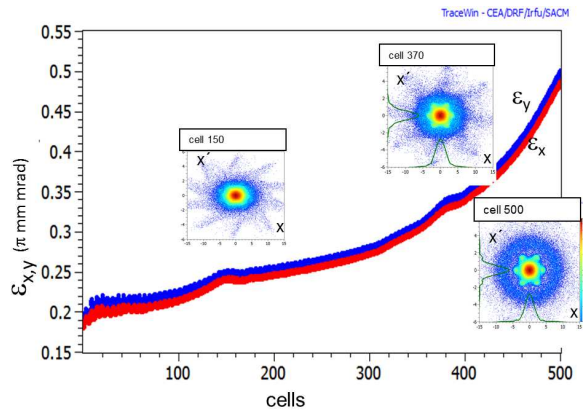 TraceWin - CEA/DRF/Irfu/SACM
0.55
0.5
0.45
0.4
0.35
0.3
0.25
0.2
0.15
εx,y (π mm mrad)
100
200
300
400
500
cells
cell 150
x´
x
cell 370
x´
x
εy
εx
cell 500
x´
x